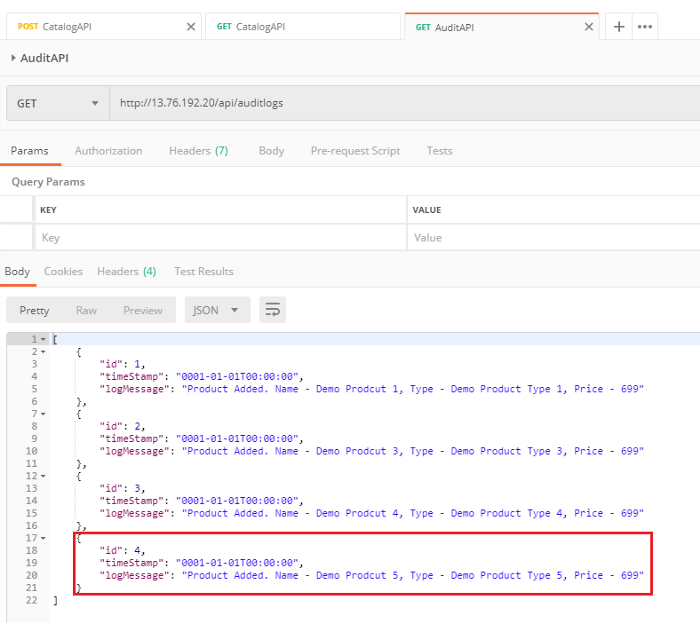 POST CatalogAPI
GET CatalogAPI
GET AuditAPI
AuditAPI
GET http://13.76.192.20/api/auditlogs
Params Authorization Headers (7) Body Pre-request Script Tests
Query Params
KEY VALUE
Key Value
Body Cookies Headers (4) Test Results
Pretty Raw Preview JSON
1 [
2 {
3 "id": 1,
4 "timeStamp": "0001-01-01T00:00:00",
5 "logMessage": "Product Added. Name - Demo Prodcut 1, Type - Demo Product Type 1, Price - 699"
6 },
7 {
8 "id": 2,
9 "timeStamp": "0001-01-01T00:00:00",
10 "logMessage": "Product Added. Name - Demo Prodcut 3, Type - Demo Product Type 3, Price - 699"
11 },
12 {
13 "id": 3,
14 "timeStamp": "0001-01-01T00:00:00",
15 "logMessage": "Product Added. Name - Demo Prodcut 4, Type - Demo Product Type 4, Price - 699"
16 },
17 {
18 "id": 4,
19 "timeStamp": "0001-01-01T00:00:00",
20 "logMessage": "Product Added. Name - Demo Prodcut 5, Type - Demo Product Type 5, Price - 699"
21 }
22 ]